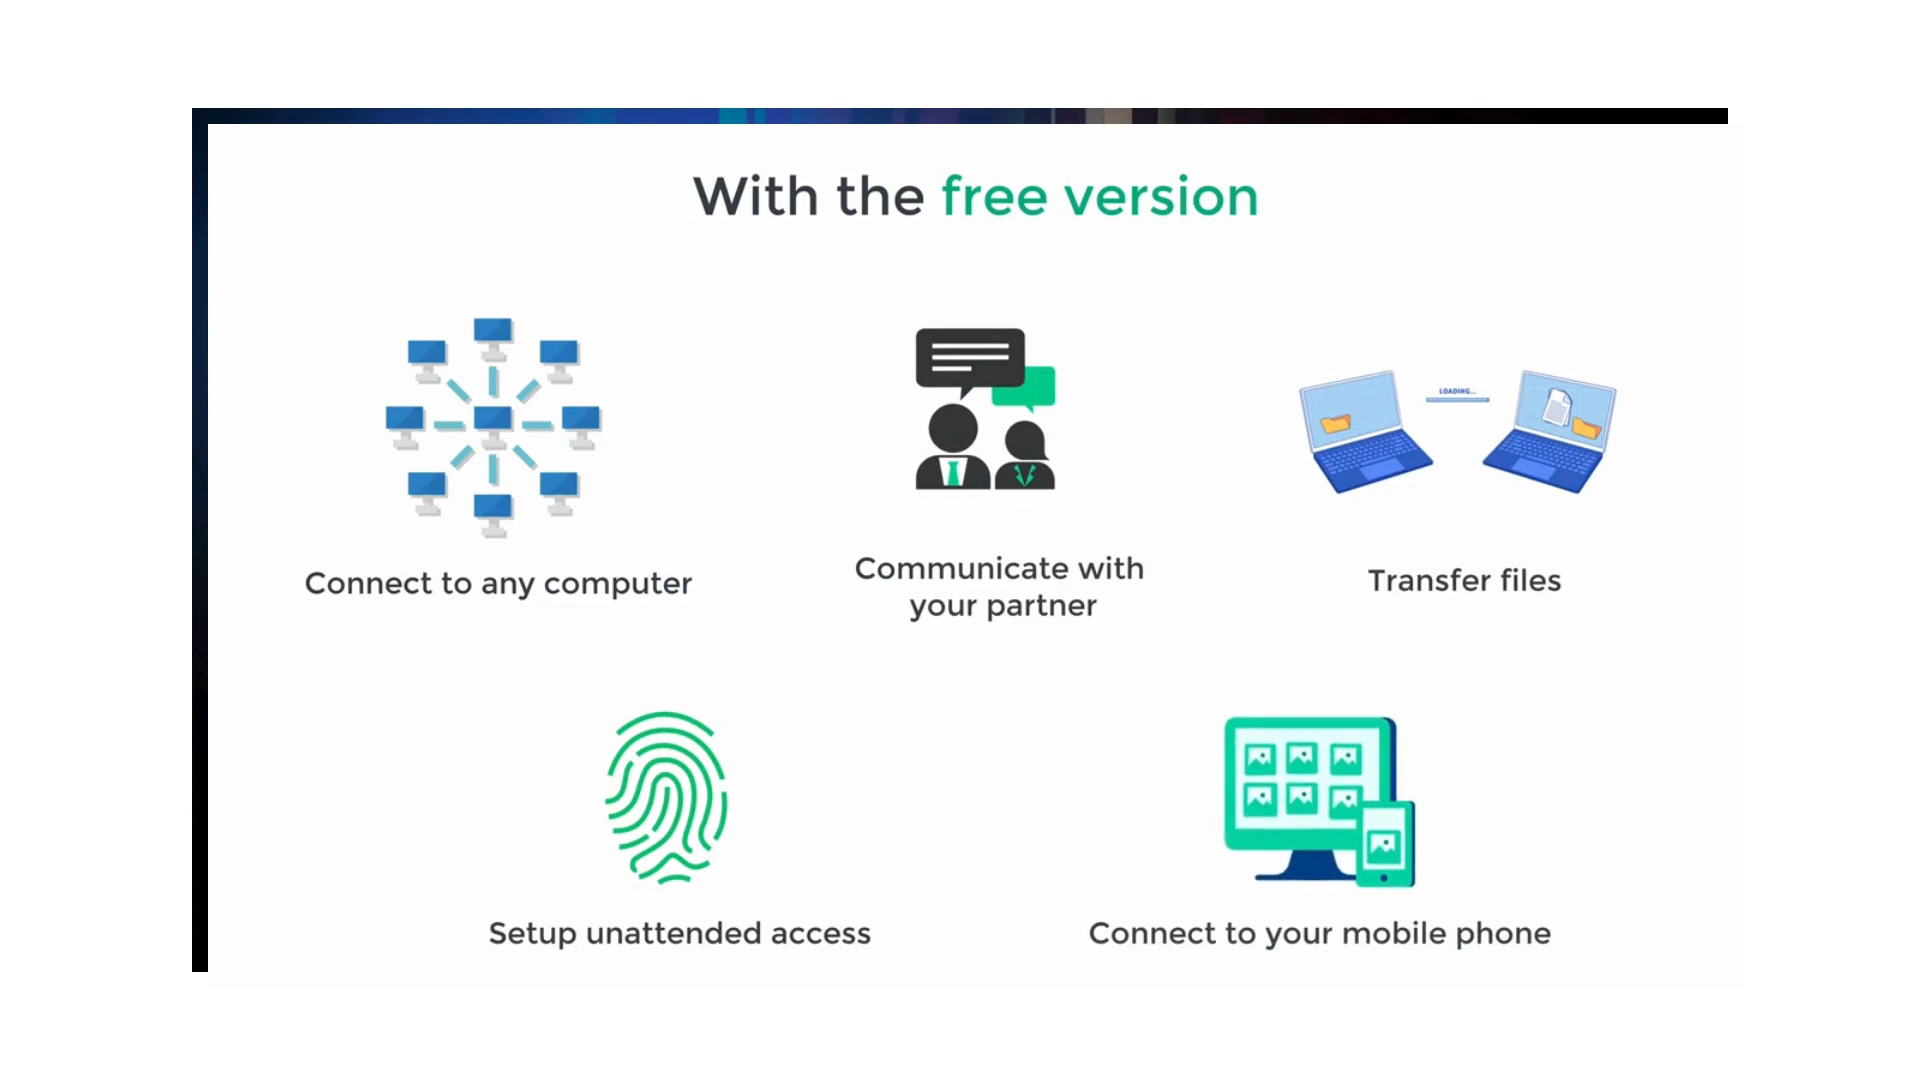 With the free version
LOADING...
Connect to any computer
Communicate with
your partner
Transfer files
Setup unattended access
Connect to your mobile phone